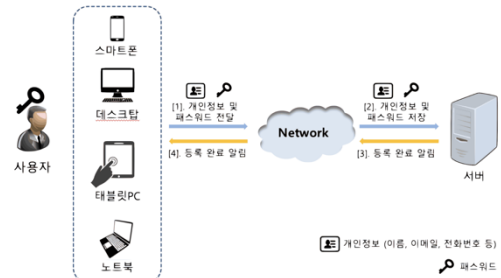 스마트폰
데스크탑
태블릿PC
노트북
사용자
[1]. 개인정보 및
패스워드 전달
[4]. 등록 완료 알림
Network
[2]. 개인정보 및
패스워드 저장
[3]. 등록 완료 알림
서버
개인정보 (이름, 이메일, 전화번호 등)
패스워드